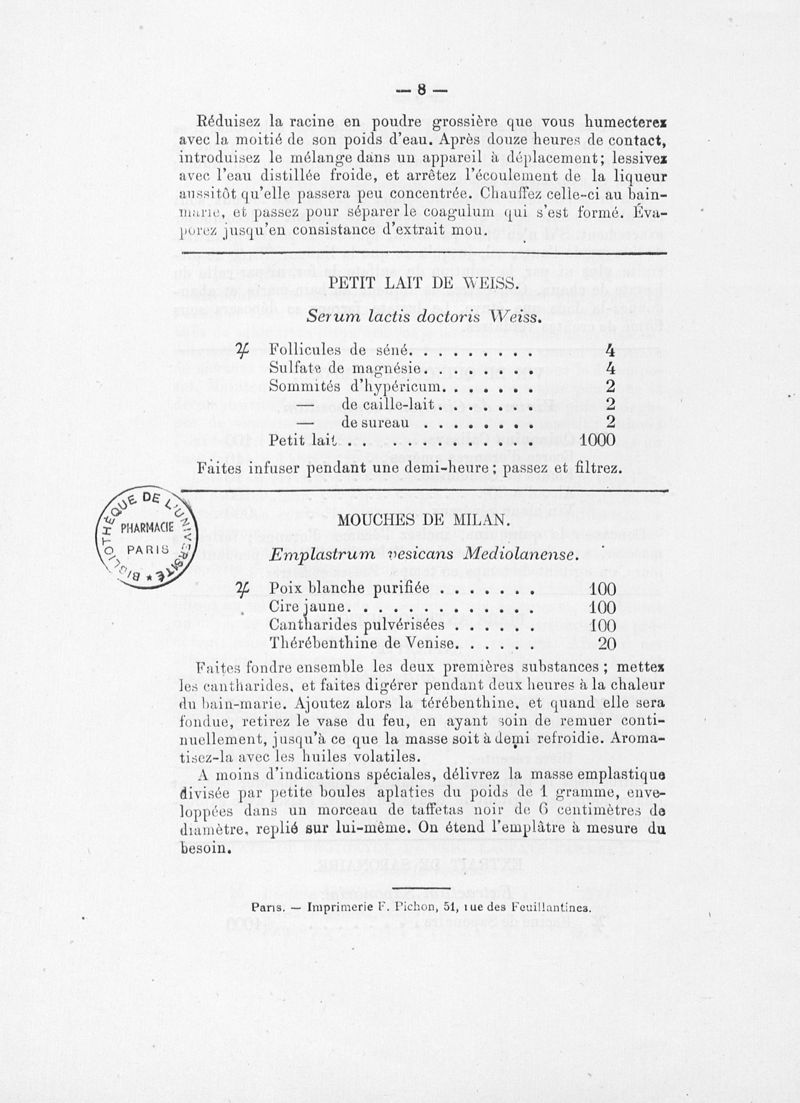 — 8 —
Réduisez la racine en poudre grossière que vous humecterez
avec la moitié de son poids d'eau. Après douze heures de contact,
introduisez le mélange dans un appareil à déplacement; lessivez
avec l'eau distillée froide, et arrêtez l'écoulement de la liqueur
aussitôt qu'elle passera peu concentrée. Chauffez celle-ci au bain-
marie, et passez pour séparer le coagulum qui s'est formé. Éva-
porez jusqu'en consistance d'extrait mou.
PETIT LAIT DE WEISS.
Serum lactis doctoris Weiss.
♃ Follicules de séné. . . . . . . . . 4
Sulfate de magnésie. . . . . . . . 4
Sommités d'hypéricum. . . . . . . 2
— de caille-lait. . . . . . . 2
— de sureau . . . . . . . . 2
Petit lait . . . . . . . . . . . . 1000
Faites infuser pendant une demi-heure; passez et filtrez.
BIBLIOTHÈQUE DE L'UNIVERSITÉ
PHARMACIE
PARIS
MOUCHES DE MILAN.
Emplastrum vesicans Mediolanense.
♃ Poix blanche purifiée . . . . . . . 100
Cire jaune. . . . . . . . . . . . . 100
Cantharides pulvérisées . . . . . . 100
Thérébenthine de Venise. . . . . . 20
Faites fondre ensemble les deux premières substances; mettez
les cantharides, et faites digérer pendant deux heures à la chaleur
du bain-marie. Ajoutez alors la térébenthine, et quand elle sera
fondue, retirez le vase du feu, en ayant soin de remuer conti-
nuellement, jusqu'à ce que la masse soit à demi refroidie. Aroma-
tisez-la avec les huiles volatiles.
A moins d'indications spéciales, délivrez la masse emplastique
divisée par petite boules aplaties du poids de 1 gramme, enve-
loppées dans un morceau de taffetas noir de 6 centimètres de
diamètre, replié sur lui-même. On étend l'emplâtre à mesure du
besoin.
Paris. — Imprimerie F. Pichon, 51, rue des Feuillantines.